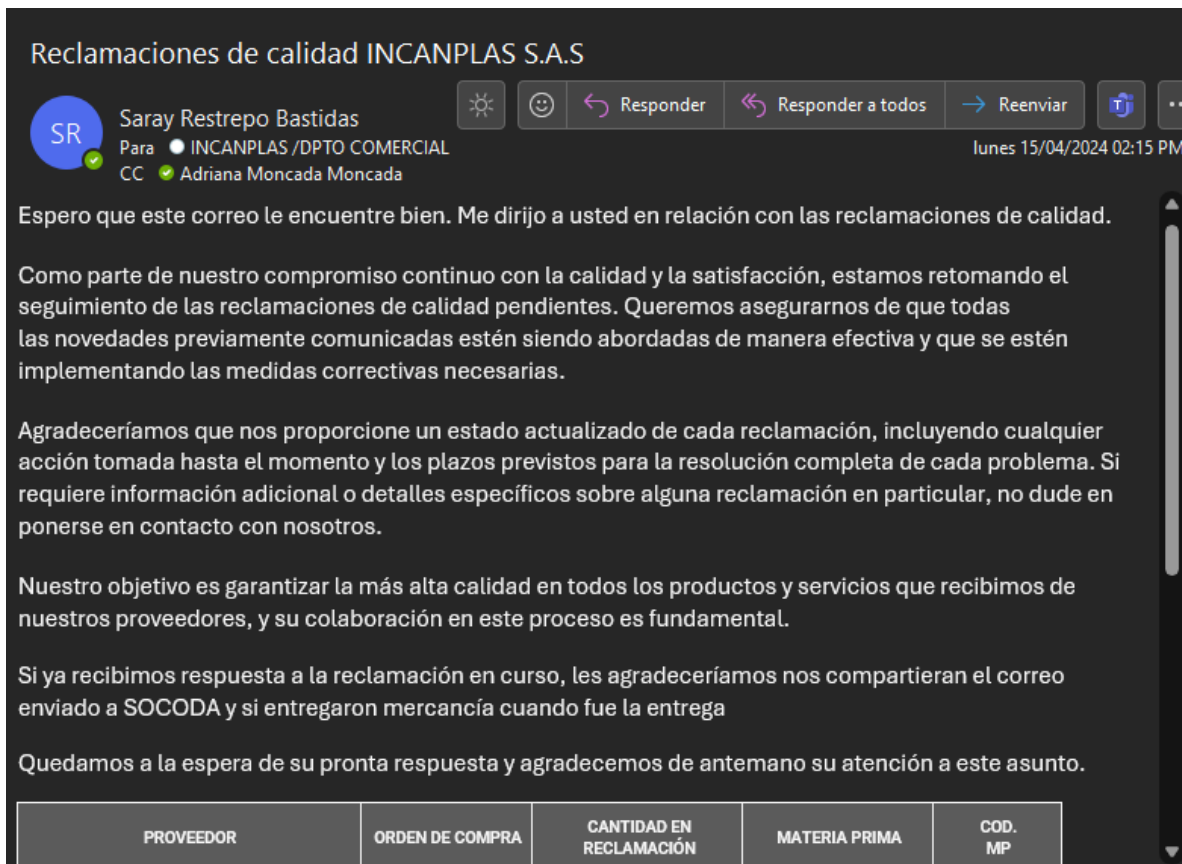 Reclamaciones de calidad INCANPLAS S.A.S
SR
Saray Restrepo Bastidas
Responder
Responder a todos
Reenviar
Para INCANPLAS /DPTO COMERCIAL
lunes 15/04/2024 02:15 PM
CC Adriana Moncada Moncada
Espero que este correo le encuentre bien. Me dirijo a usted en relación con las reclamaciones de calidad.
Como parte de nuestro compromiso continuo con la calidad y la satisfacción, estamos retomando el
seguimiento de las reclamaciones de calidad pendientes. Queremos asegurarnos de que todas
las novedades previamente comunicadas estén siendo abordadas de manera efectiva y que se estén
implementando las medidas correctivas necesarias.
Agradeceríamos que nos proporcione un estado actualizado de cada reclamación, incluyendo cualquier
acción tomada hasta el momento y los plazos previstos para la resolución completa de cada problema. Si
requiere información adicional o detalles específicos sobre alguna reclamación en particular, no dude en
ponerse en contacto con nosotros.
Nuestro objetivo es garantizar la más alta calidad en todos los productos y servicios que recibimos de
nuestros proveedores, y su colaboración en este proceso es fundamental.
Si ya recibimos respuesta a la reclamación en curso, les agradeceríamos nos compartieran el correo
enviado a SOCODA y si entregaron mercancía cuando fue la entrega
Quedamos a la espera de su pronta respuesta y agradecemos de antemano su atención a este asunto.
PROVEEDOR
ORDEN DE COMPRA
CANTIDAD EN
RECLAMACIÓN
MATERIA PRIMA
COD.
MP